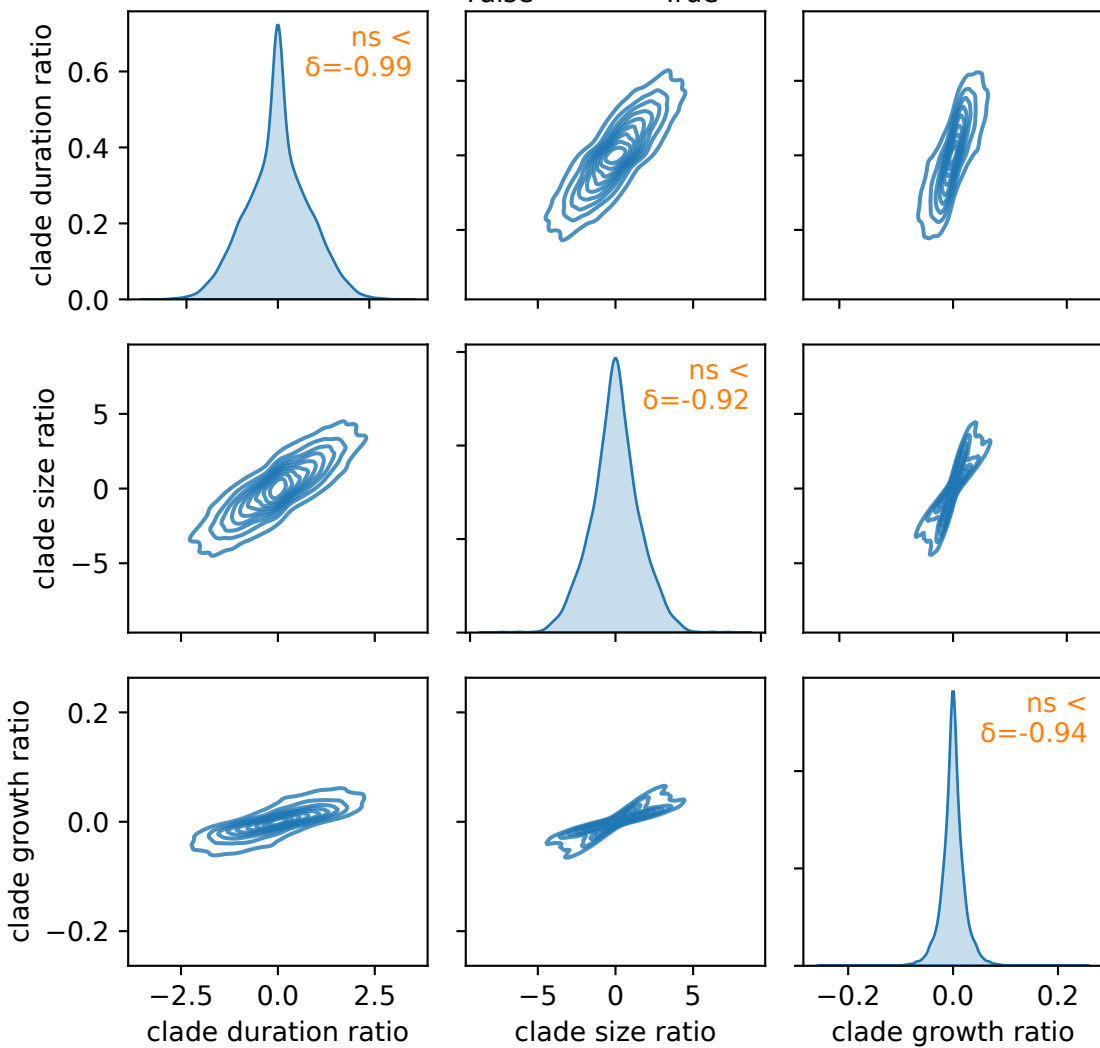 clade duration ratio
0.6
0.4
0.2
0.0
ns <
δ=-0.99
clade size ratio
5
0
−5
ns <
δ=-0.92
clade growth ratio
0.2
0.0
−0.2
ns <
δ=-0.94
−2.5 0.0 2.5
−5 0 5
−0.2 0.0 0.2
clade duration ratio
clade size ratio
clade growth ratio